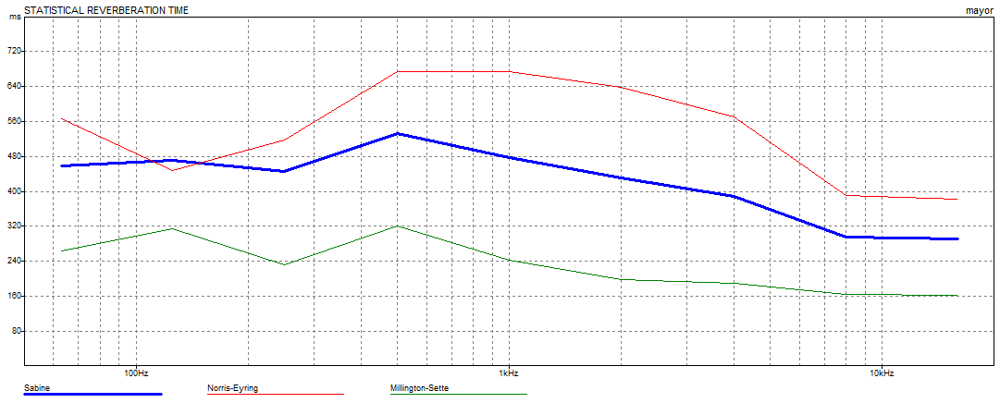 STATISTICAL REVERBERATION TIME
mayor
ms
720
640
560
480
400
320
240
160
80
100Hz
1kHz
10kHz
Sabine
Norris-Eyring
Millington-Sette